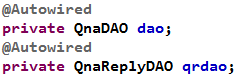 @Autowired
private QnaDAO dao;
@Autowired
private QnaReplyDAO qrdao;